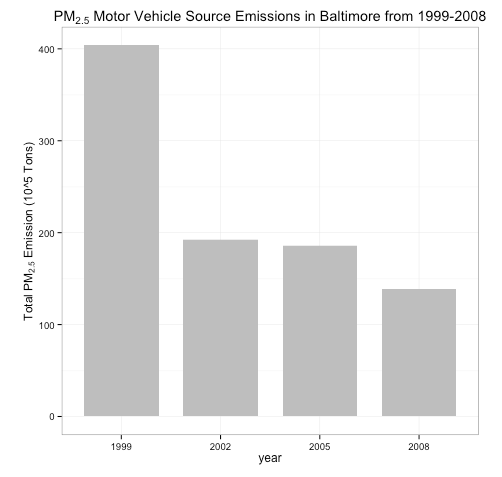 PM2.5 Motor Vehicle Source Emissions in Baltimore from 1999-2008
Total PM2.5 Emission (10^5 Tons)
400
300
200
100
0
1999 2002 2005 2008
year